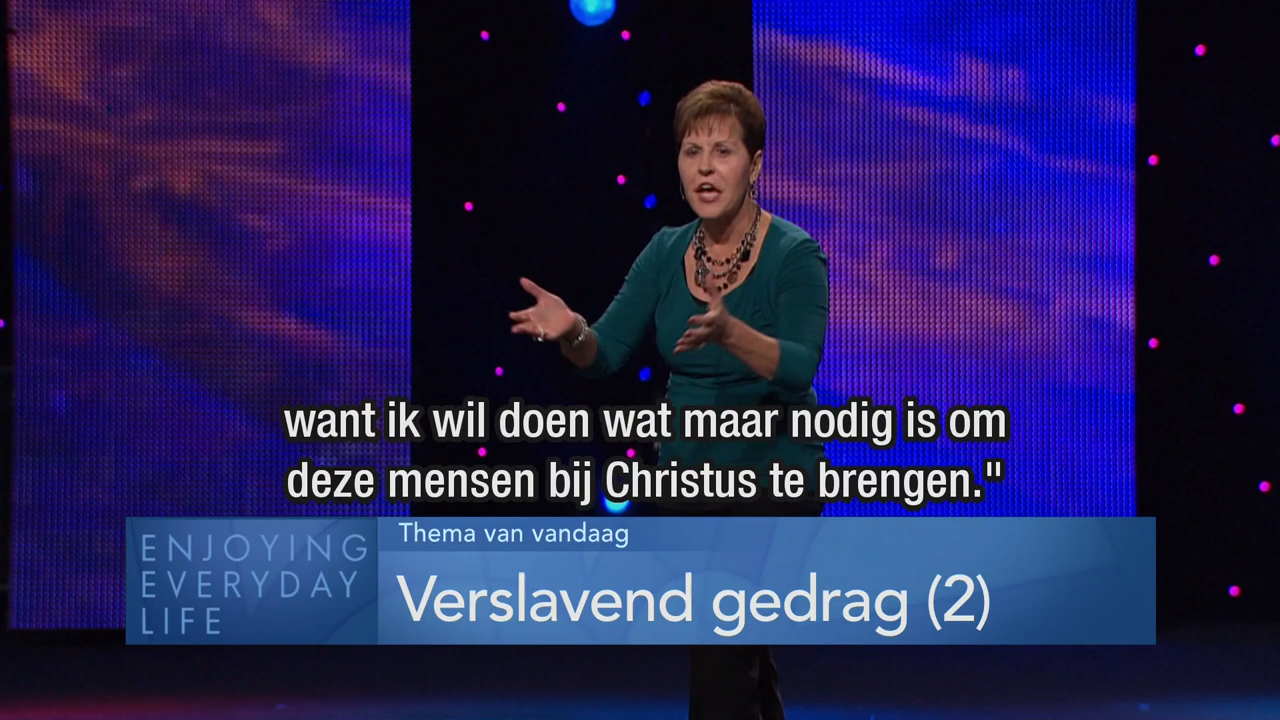 want ik wil doen wat maar nodig is om
deze mensen bij Christus te brengen."
ENJOYING
EVERYDAY
LIFE
Thema van vandaag
Verslavend gedrag (2)